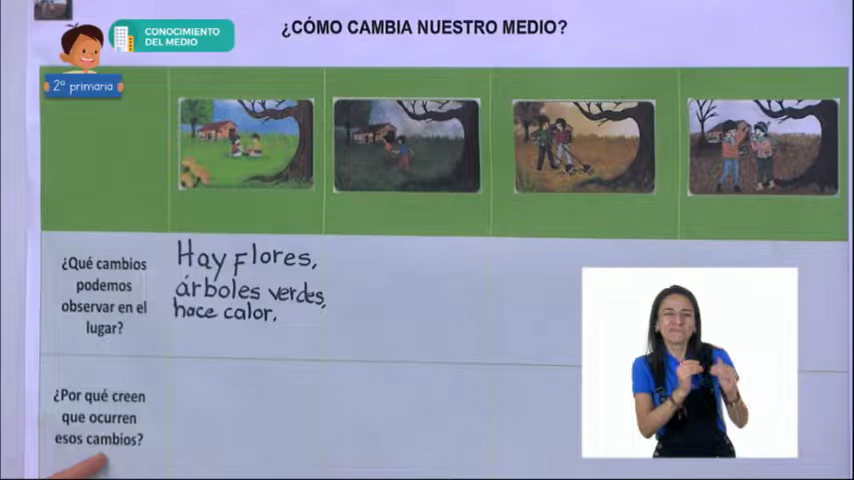 ¿CÓMO CAMBIA NUESTRO MEDIO?
CONOCIMIENTO
DEL MEDIO
2º primaria
¿Qué cambios
podemos
observar en el
lugar?
Hay Flores,
árboles verdes,
hace calor.
¿Por qué creen
que ocurren
esos cambios?